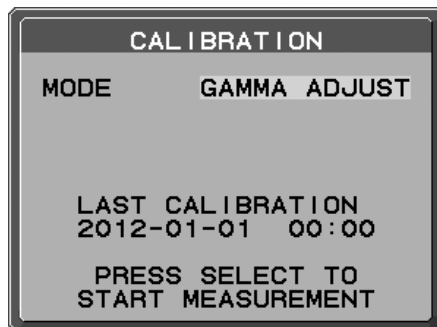 CALIBRATION
MODE GAMMA ADJUST
LAST CALIBRATION
2012-01-01 00:00
PRESS SELECT TO
START MEASUREMENT